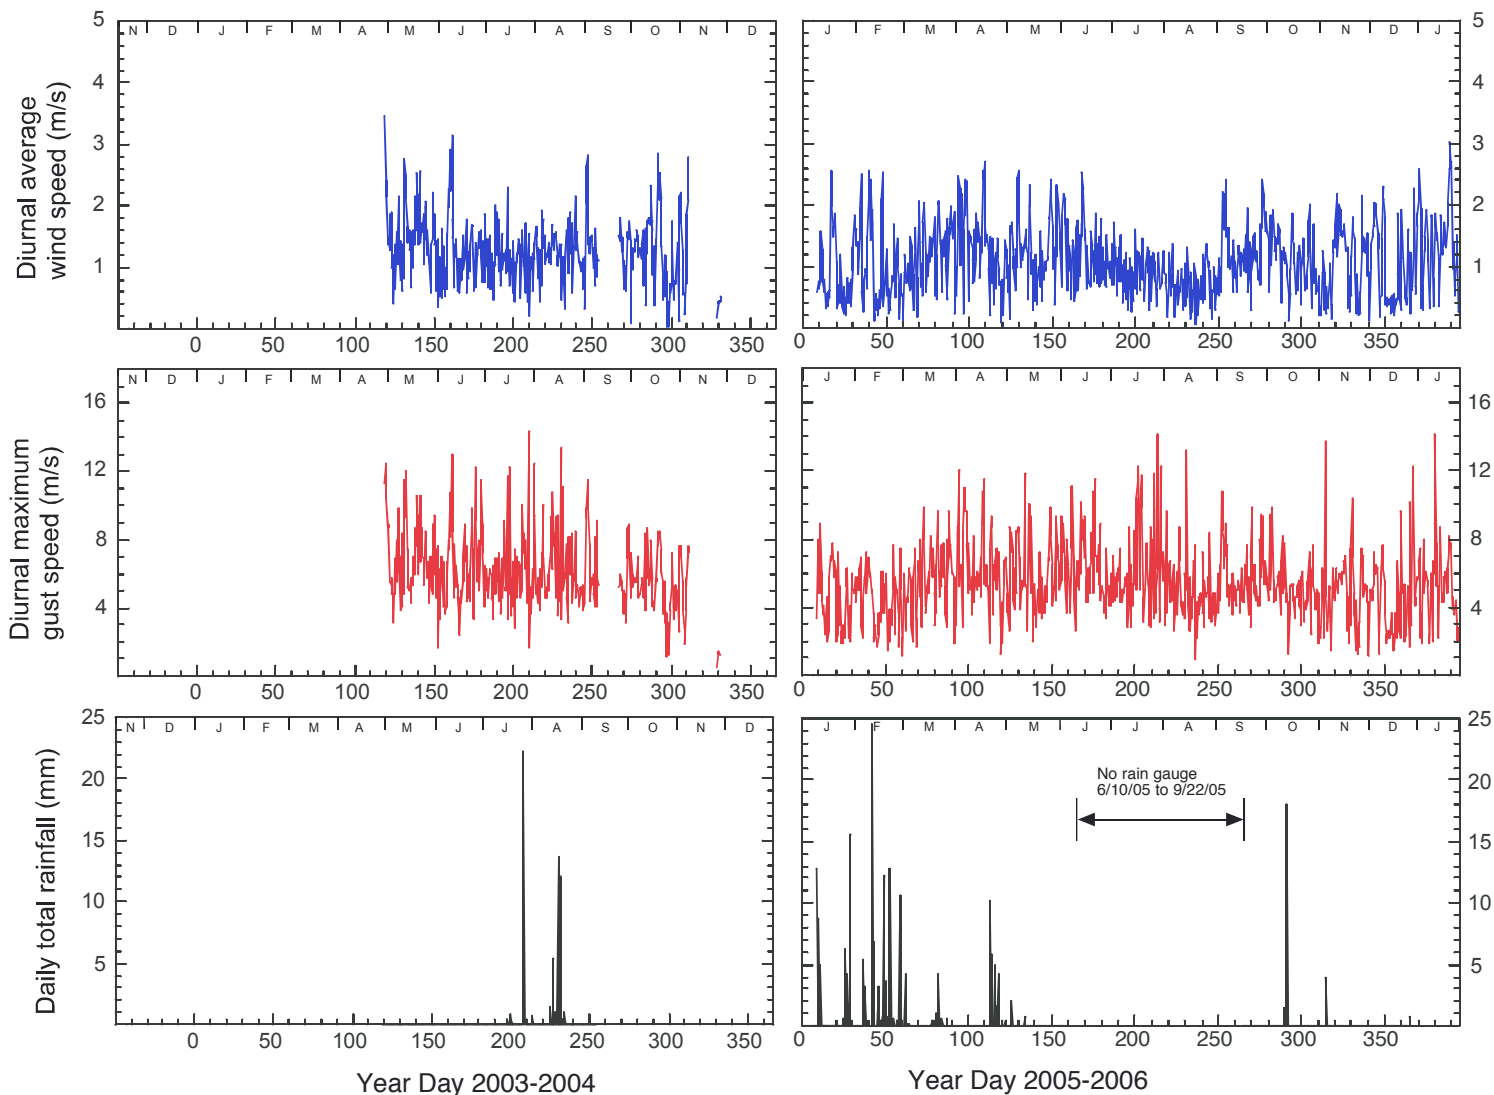 5
N D J F M A M J J A S O N D
4
3
2
1
Diurnal average
wind speed (m/s)
0 50 100 150 200 250 300 350
J F M A M J J A S O N D J
5
4
3
2
1
0 50 100 150 200 250 300 350
N D J F M A M J J A S O N D
16
12
8
4
Diurnal maximum
gust speed (m/s)
0 50 100 150 200 250 300 350
J F M A M J J A S O N D J
16
12
8
4
0 50 100 150 200 250 300 350
25
N D J F M A M J J A S O N D
20
15
10
5
Daily total rainfall (mm)
0 50 100 150 200 250 300 350
Year Day 2003-2004
J F M A M J J A S O N D J
25
20
15
10
5
No rain gauge
6/10/05 to 9/22/05
0 50 100 150 200 250 300 350
Year Day 2005-2006